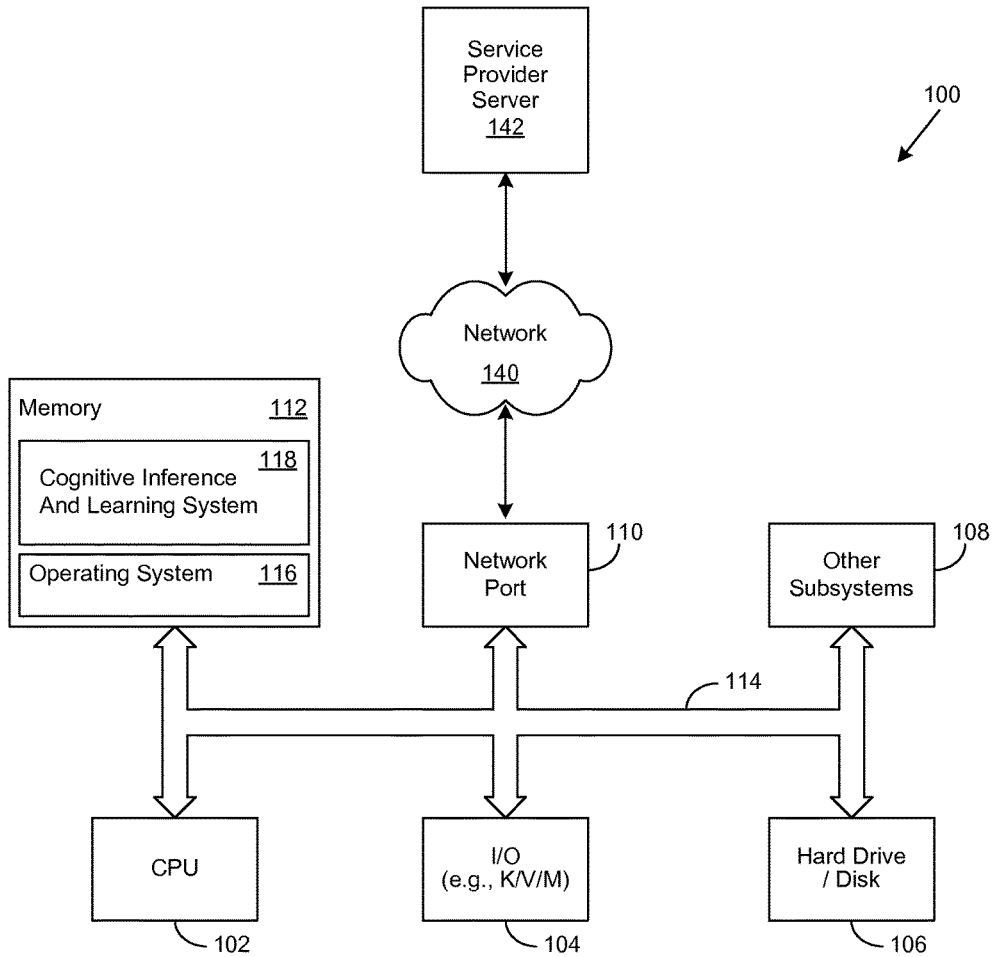 Service
Provider
Server
142
100
Network
140
Memory 112
118
Cognitive Inference
And Learning System
Operating System 116
110
Network
Port
108
Other
Subsystems
114
CPU
I/O
(e.g., K/V/M)
Hard Drive
/ Disk
102
104
106